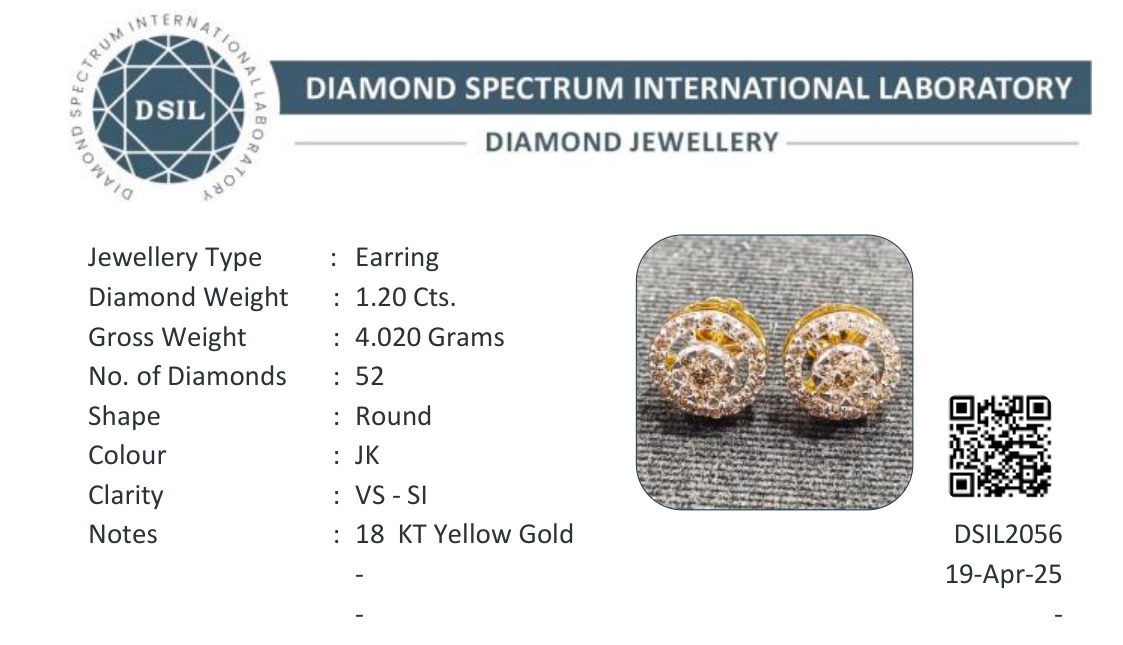 DIAMOND SPECTRUM INTERNATIONAL LABORATORY
DSIL
DIAMOND SPECTRUM INTERNATIONAL LABORATORY
DIAMOND JEWELLERY
Jewellery Type : Earring
Diamond Weight : 1.20 Cts.
Gross Weight : 4.020 Grams
No. of Diamonds : 52
Shape : Round
Colour : JK
Clarity : VS - SI
Notes : 18 KT Yellow Gold
-
-
DSIL2056
19-Apr-25
-